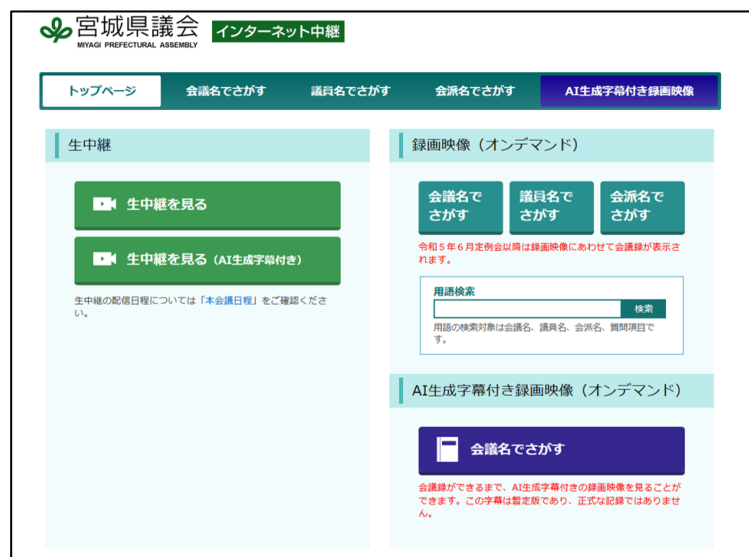 宮城県議会 インターネット中継
MIYAGI PREFECTURAL ASSEMBLY
トップページ 会議名でさがす 議員名でさがす 会派名でさがす AI生成字幕付き録画映像
生中継
生中継を見る
生中継を見る(AI生成字幕付き)
生中継の配信日程については「本会議日程」をご確認くださ
い。
録画映像(オンデマンド)
会議名で
さがす
議員名で
さがす
会派名で
さがす
令和5年6月定例会以降は録画映像にあわせて会議録が表示さ
れます。
用語検索
検索
用語の検索対象は会議名、議員名、会派名、質問項目で
す。
AI生成字幕付き録画映像(オンデマンド)
会議名でさがす
会議録ができるまで、AI生成字幕付きの録画映像を見ることが
できます。この字幕は暫定版であり、正式な記録ではありませ
ん。